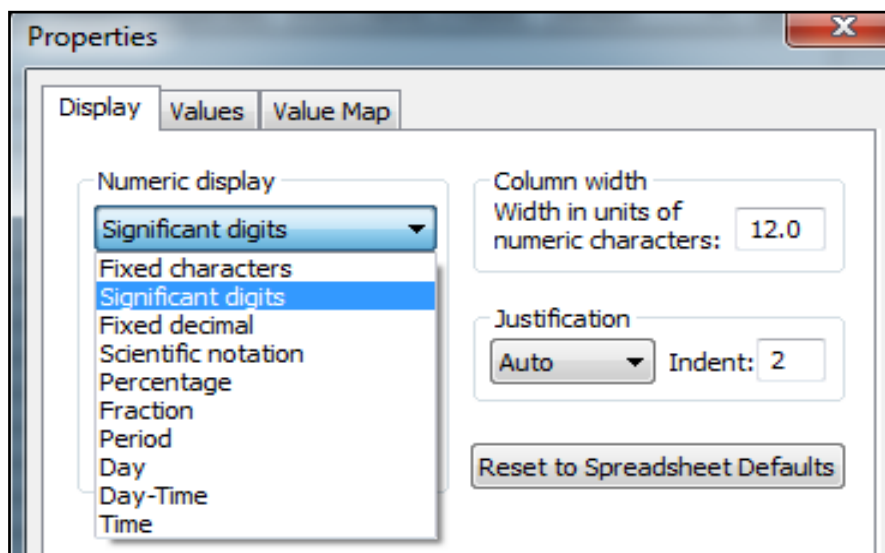 Properties
X
Display
Values
Value Map
Numeric display
Significant digits
Fixed characters
Significant digits
Fixed decimal
Scientific notation
Percentage
Fraction
Period
Day
Day-Time
Time
Column width
Width in units of
numeric characters: 12.0
Justification
Auto
Indent: 2
Reset to Spreadsheet Defaults